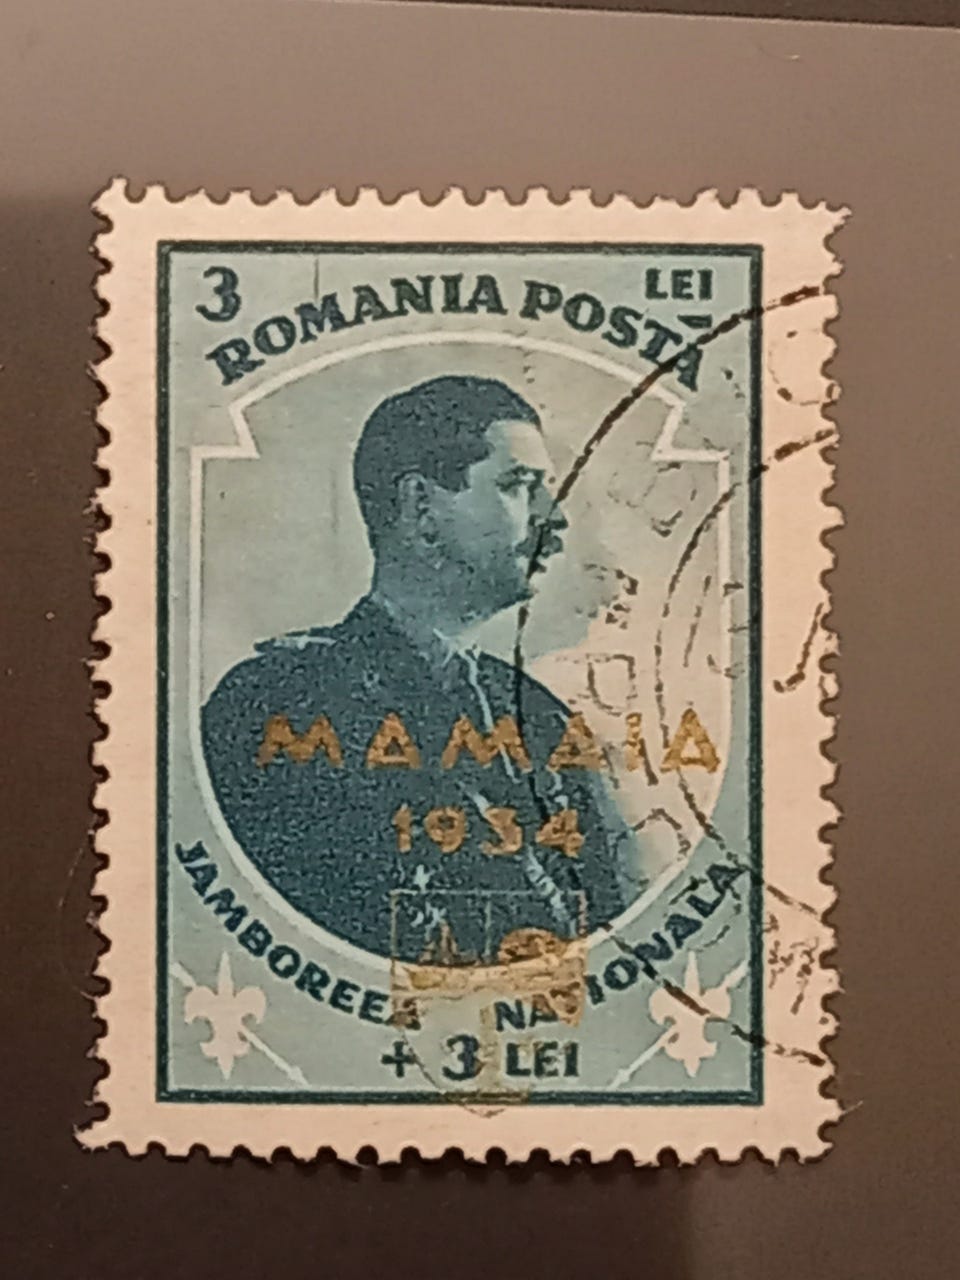 3 LEI
ROMANIA POSTĂ
MAMAIA
1934
JAMBOREEA NAȚIONALĂ
+ 3 LEI